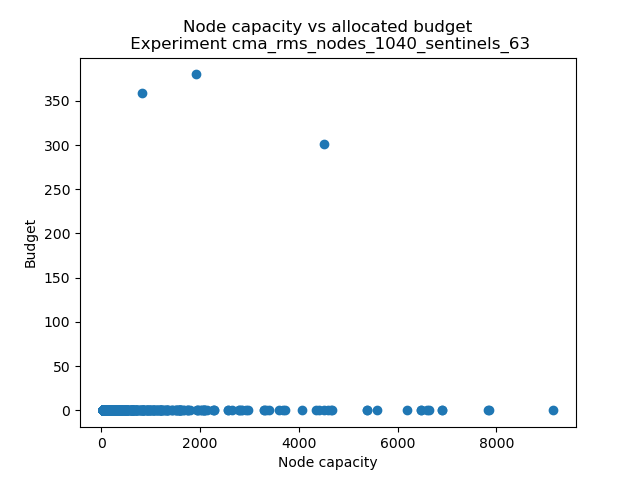 Node capacity vs allocated budget
Experiment cma_rms_nodes_1040_sentinels_63
Budget
350
300
250
200
150
100
50
0
0 2000 4000 6000 8000
Node capacity